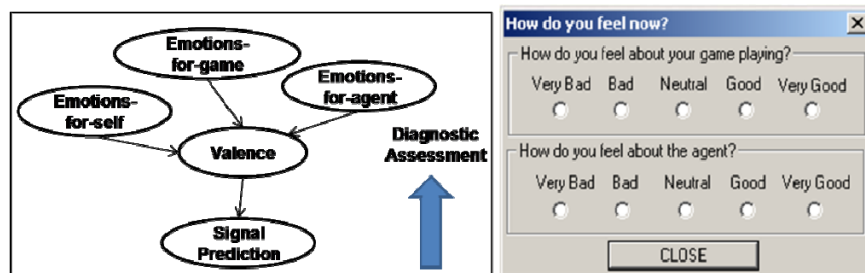 Emotions-
for-game
Emotions-
for-agent
Emotions-
for-self
Valence
Diagnostic
Assessment
Signal
Prediction
How do you feel now?
How do you feel about your game playing?
Very Bad Bad Neutral Good Very Good
How do you feel about the agent?
Very Bad Bad Neutral Good Very Good
CLOSE